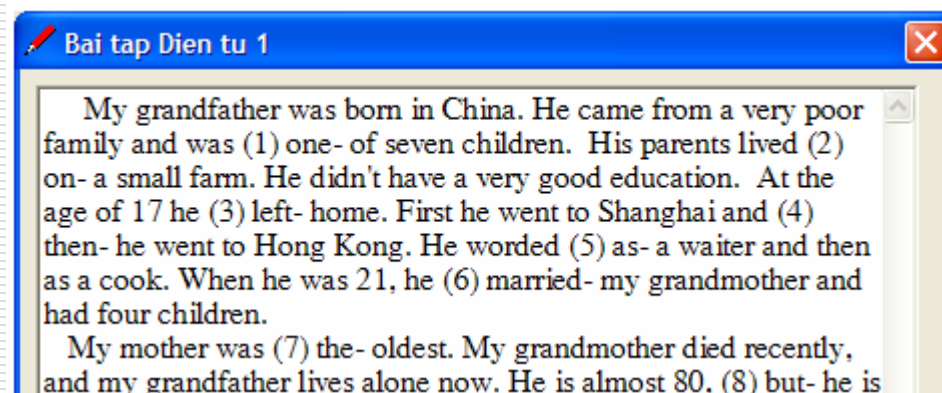 Bai tap Dien tu 1
My grandfather was born in China. He came from a very poor
family and was (1) one- of seven children. His parents lived (2)
on- a small farm. He didn't have a very good education. At the
age of 17 he (3) left- home. First he went to Shanghai and (4)
then- he went to Hong Kong. He worded (5) as- a waiter and then
as a cook. When he was 21, he (6) married- my grandmother and
had four children.
My mother was (7) the- oldest. My grandmother died recently,
and my grandfather lives alone now. He is almost 80, (8) but- he is